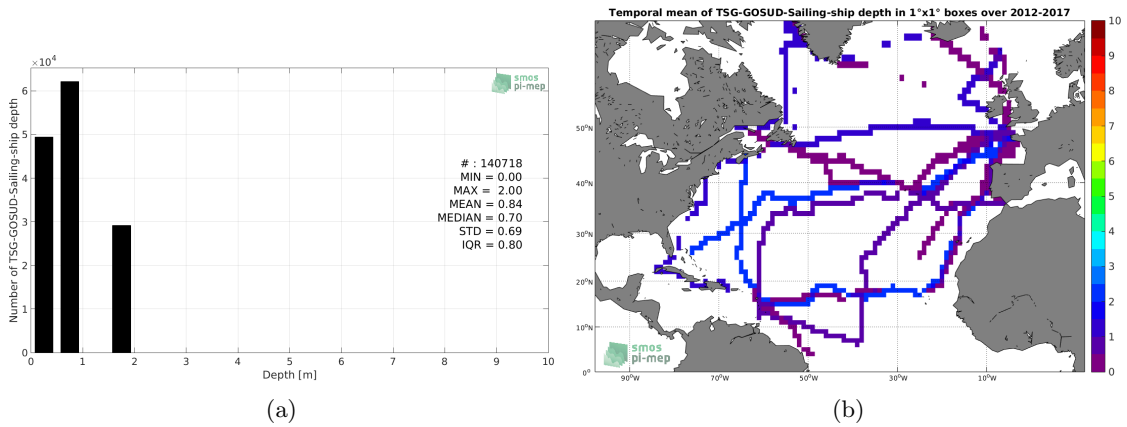 ×10⁴
6
5
4
3
2
1
0
Number of TSG-GOSUD-Sailing-ship depth
smos
pi-mep
# : 140718
MIN = 0.00
MAX = 2.00
MEAN = 0.84
MEDIAN = 0.70
STD = 0.69
IQR = 0.80
0 1 2 3 4 5 6 7 8 9 10
Depth [m]
(a)
Temporal mean of TSG-GOSUD-Sailing-ship depth in 1°x1° boxes over 2012-2017
50°N
40°N
30°N
20°N
10°N
0°
90°W 70°W 50°W 30°W 10°W
smos
pi-mep
10
9
8
7
6
5
4
3
2
1
0
(b)